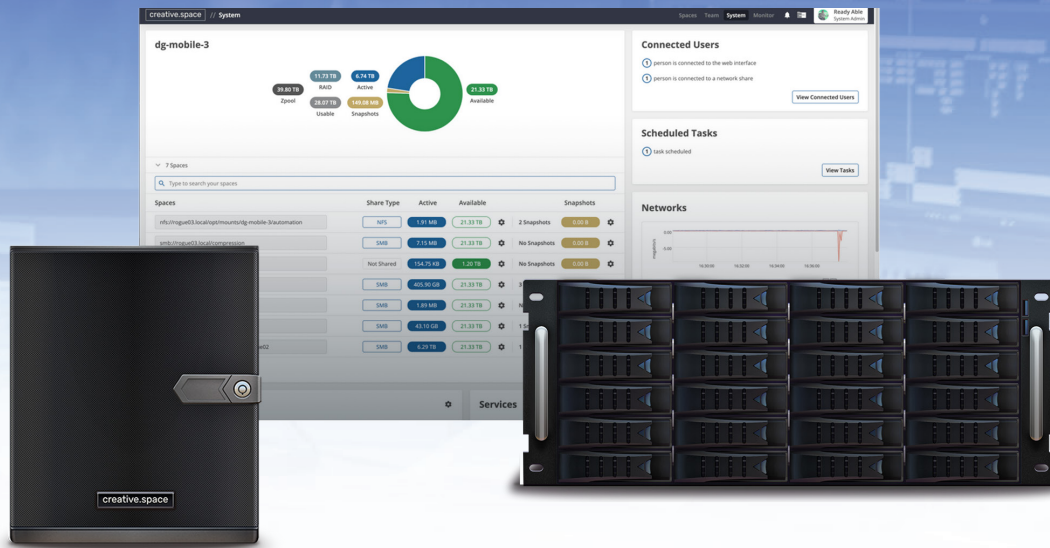 creative.space // System
Spaces Team System Monitor
Ready Able
System Admin
dg-mobile-3
39.80 TB
Zpool
11.73 TB
RAID
28.07 TB
Usable
6.74 TB
Active
149.08 MB
Snapshots
21.33 TB
Available
7 Spaces
Type to search your spaces
Spaces Share Type Active Available Snapshots
nfs://rogue03.local/opt/mounts/dg-mobile-3/automation NFS 1.91 MB 21.33 TB 2 Snapshots 0.00 B
smb://rogue03.local/compression SMB 7.15 MB 21.33 TB No Snapshots 0.00 B
Not Shared 154.75 KB 1.20 TB No Snapshots 0.00 B
SMB 405.90 GB 21.33 TB 3
SMB 1.89 MB 21.33 TB N
SMB 43.10 GB 21.33 TB 1
SMB 6.29 TB 21.33 TB 1
Services
Connected Users
1 person is connected to the web interface
1 person is connected to a network share
View Connected Users
Scheduled Tasks
1 task scheduled
View Tasks
Networks
0.00
0.00
creative.space